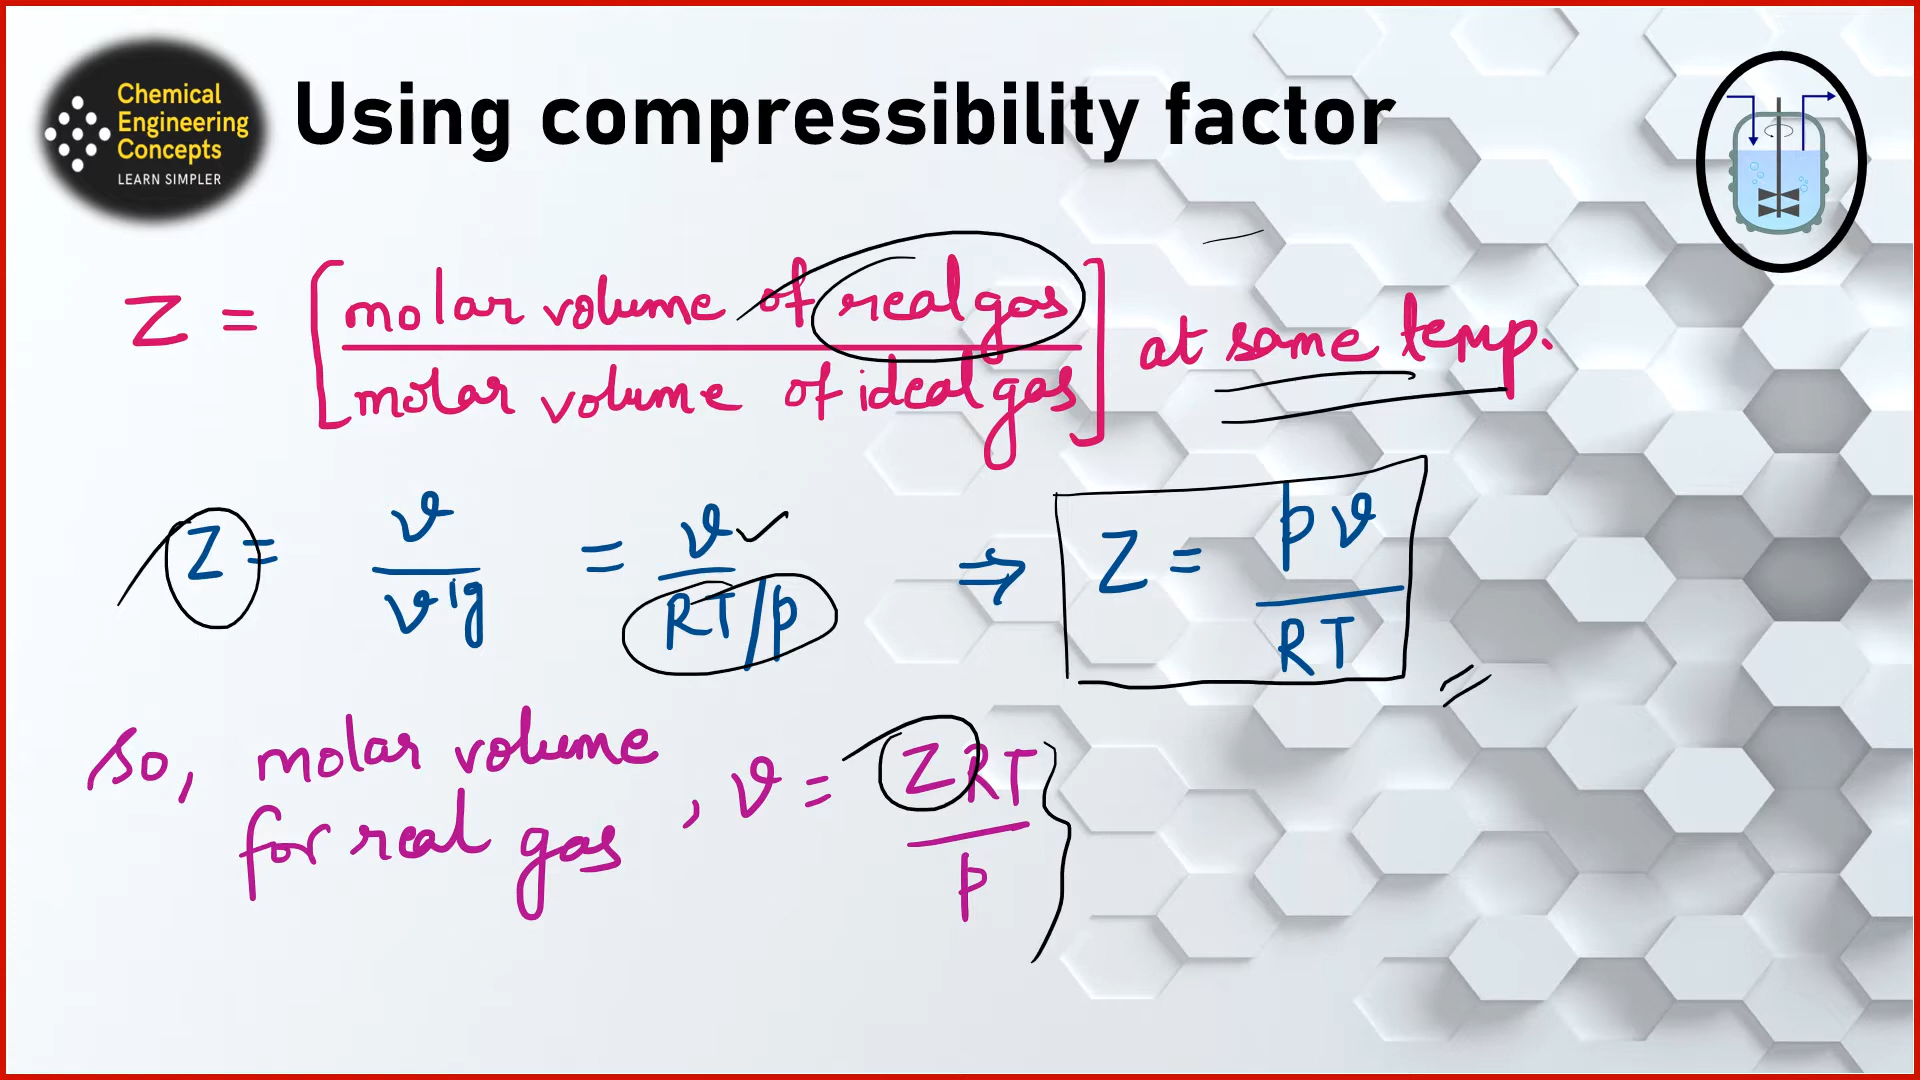 Chemical
Engineering
Concepts
LEARN SIMPLER
Using compressibility factor
Z = [molar volume of real gas / molar volume of ideal gas] at same temp.
Z = v / v^ig = v / RT/p ⇒ Z = pv / RT
So, molar volume
for real gas, v = ZRT / p